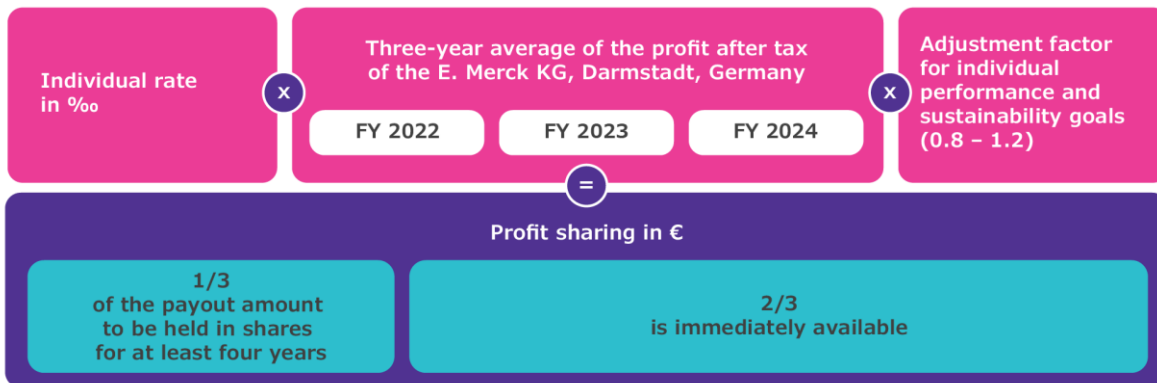 Individual rate
in ‰
x
Three-year average of the profit after tax
of the E. Merck KG, Darmstadt, Germany
FY 2022
FY 2023
FY 2024
x
Adjustment factor
for individual
performance and
sustainability goals
(0.8 – 1.2)
=
Profit sharing in €
1/3
of the payout amount
to be held in shares
for at least four years
2/3
is immediately available